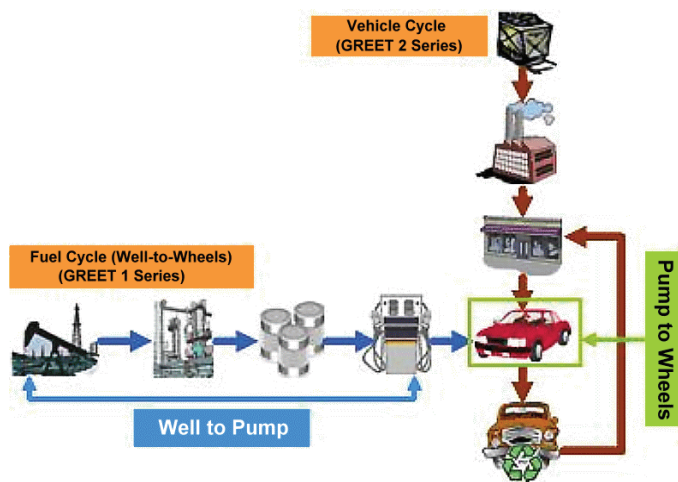 Vehicle Cycle
(GREET 2 Series)
Fuel Cycle (Well-to-Wheels)
(GREET 1 Series)
Well to Pump
Pump to Wheels